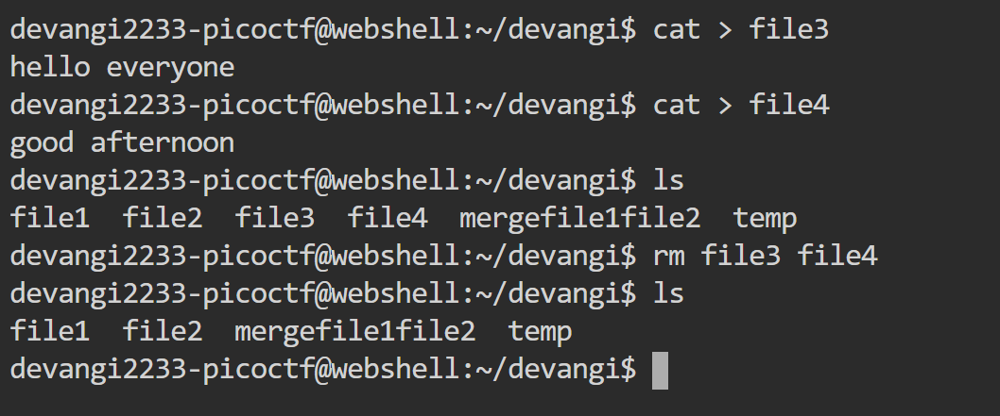 devangi2233-picoctf@webshell:~/devangi$ cat > file3
hello everyone
devangi2233-picoctf@webshell:~/devangi$ cat > file4
good afternoon
devangi2233-picoctf@webshell:~/devangi$ ls
file1  file2  file3  file4  mergefile1file2  temp
devangi2233-picoctf@webshell:~/devangi$ rm file3 file4
devangi2233-picoctf@webshell:~/devangi$ ls
file1  file2  mergefile1file2  temp
devangi2233-picoctf@webshell:~/devangi$